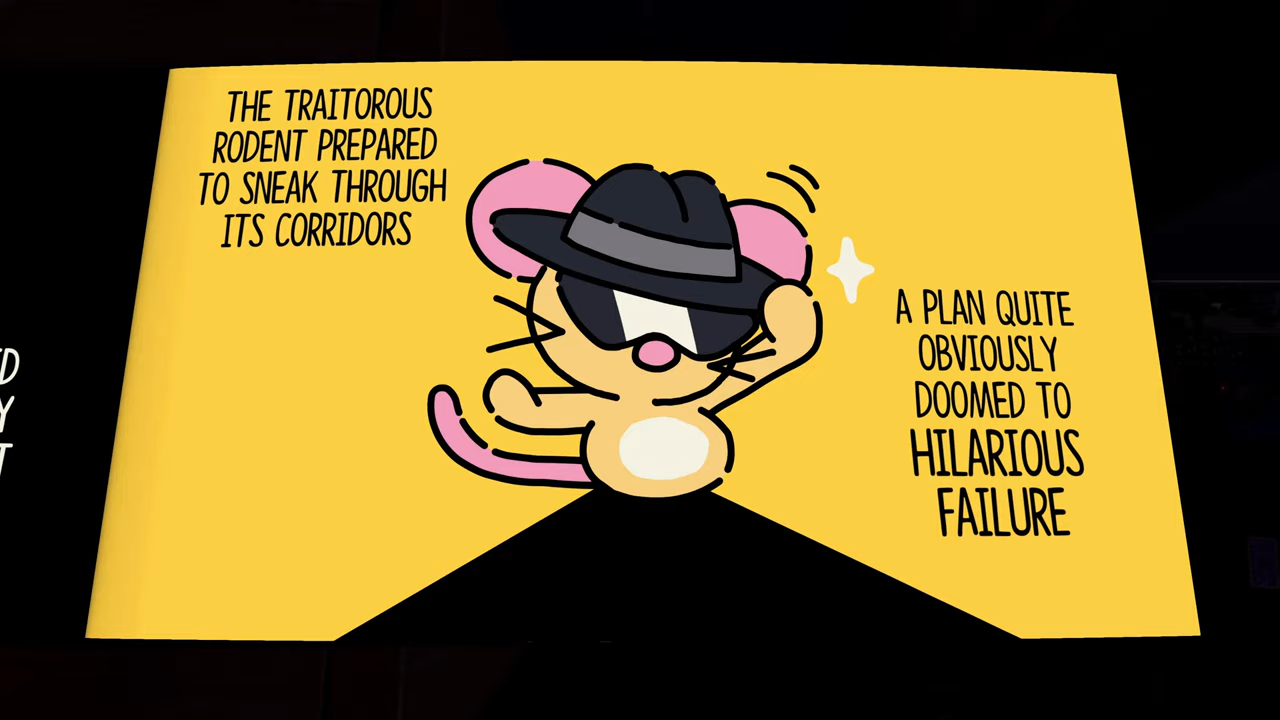 THE TRAITOROUS
RODENT PREPARED
TO SNEAK THROUGH
ITS CORRIDORS
A PLAN QUITE
OBVIOUSLY
DOOMED TO
HILARIOUS
FAILURE